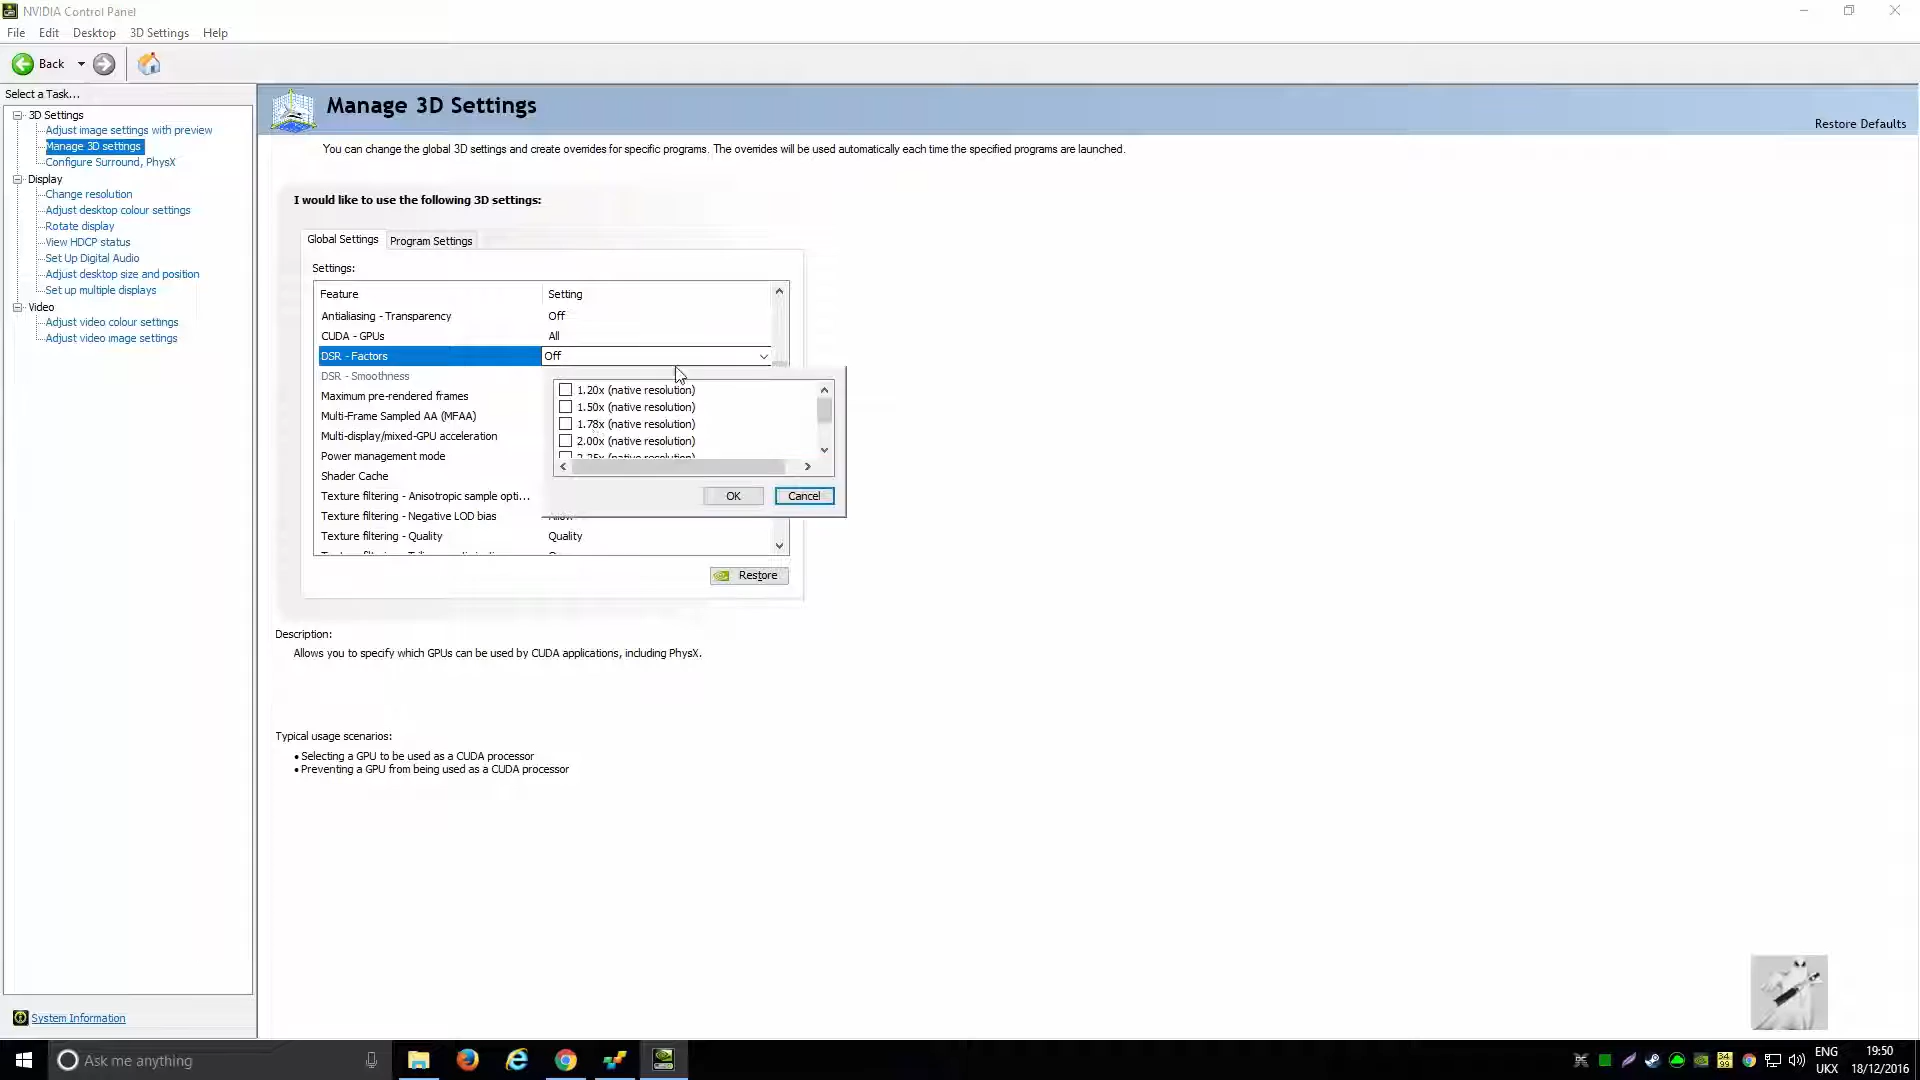 NVIDIA Control Panel
File Edit Desktop 3D Settings Help
Back
Select a Task...
3D Settings
Adjust image settings with preview
Manage 3D settings
Configure Surround, PhysX
Display
Change resolution
Adjust desktop colour settings
Rotate display
View HDCP status
Set Up Digital Audio
Adjust desktop size and position
Set up multiple displays
Video
Adjust video colour settings
Adjust video image settings
System Information
Manage 3D Settings
Restore Defaults
You can change the global 3D settings and create overrides for specific programs. The overrides will be used automatically each time the specified programs are launched.
I would like to use the following 3D settings:
Global Settings Program Settings
Settings:
Feature Setting
Antialiasing - Transparency Off
CUDA - GPUs All
DSR - Factors Off
DSR - Smoothness
Maximum pre-rendered frames
Multi-Frame Sampled AA (MFAA)
Multi-display/mixed-GPU acceleration
Power management mode
Shader Cache
Texture filtering - Anisotropic sample opti...
Texture filtering - Negative LOD bias
Texture filtering - Quality Quality
1.20x (native resolution)
1.50x (native resolution)
1.78x (native resolution)
2.00x (native resolution)
2.25x (native resolution)
OK Cancel
Restore
Description:
Allows you to specify which GPUs can be used by CUDA applications, including PhysX.
Typical usage scenarios:
• Selecting a GPU to be used as a CUDA processor
• Preventing a GPU from being used as a CUDA processor
Ask me anything
ENG
UKX
19:50
18/12/2016